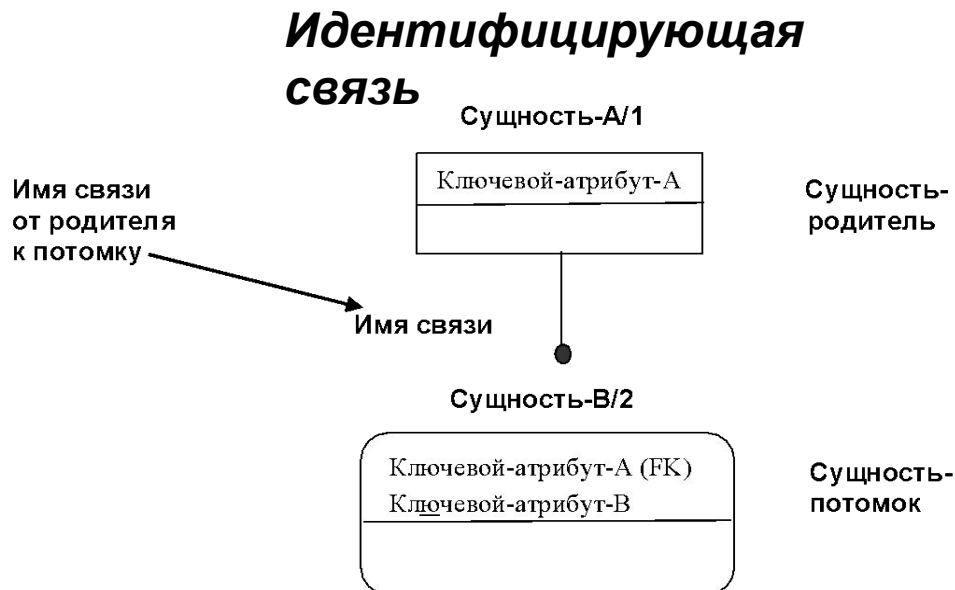 Идентифицирующая
связь
Сущность-А/1
Ключевой-атрибут-А
Имя связи
от родителя
к потомку
Сущность-
родитель
Имя связи
Сущность-В/2
Ключевой-атрибут-А (FK)
Ключевой-атрибут-В
Сущность-
потомок